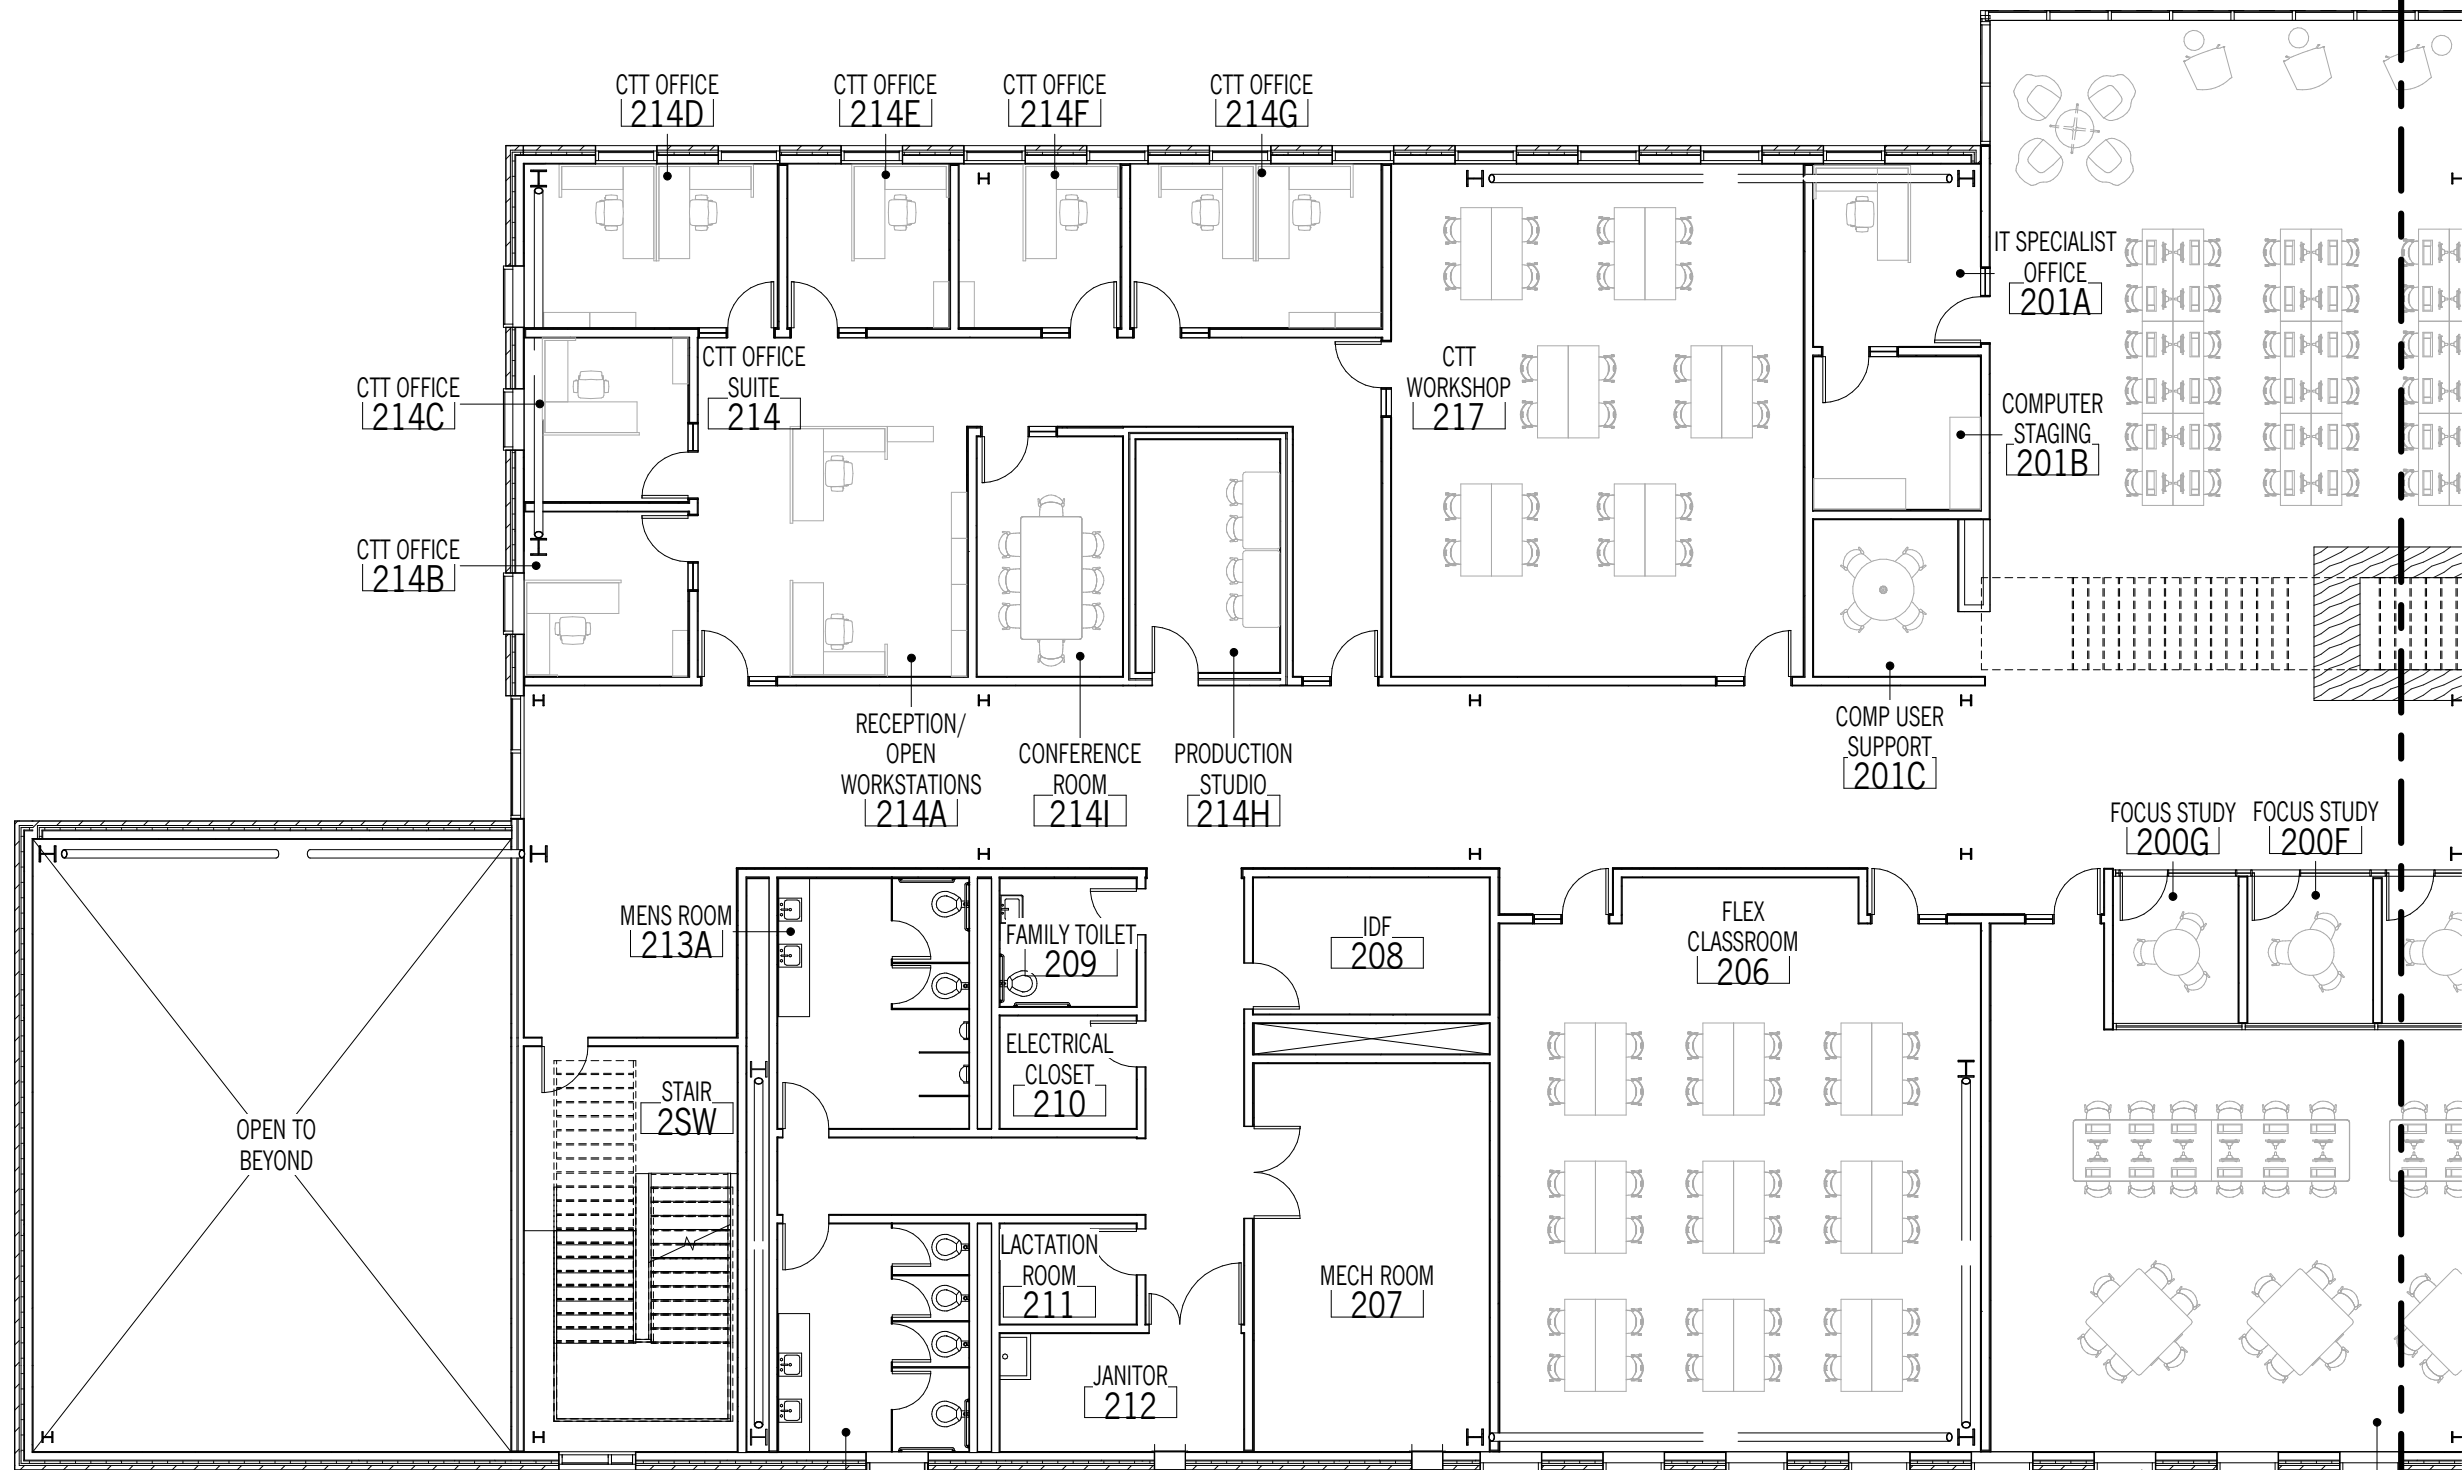 CTT OFFICE
214D
CTT OFFICE
214E
CTT OFFICE
214F
CTT OFFICE
214G
IT SPECIALIST
OFFICE
201A
CTT OFFICE
SUITE
214
CTT
WORKSHOP
217
CTT OFFICE
214C
COMPUTER
STAGING
201B
CTT OFFICE
214B
RECEPTION/
OPEN
WORKSTATIONS
214A
CONFERENCE
ROOM
214I
PRODUCTION
STUDIO
214H
COMP USER
SUPPORT
201C
FOCUS STUDY
200G
FOCUS STUDY
200F
MENS ROOM
213A
FAMILY TOILET
209
IDF
208
FLEX
CLASSROOM
206
ELECTRICAL
CLOSET
210
STAIR
2SW
OPEN TO
BEYOND
LACTATION
ROOM
211
MECH ROOM
207
JANITOR
212